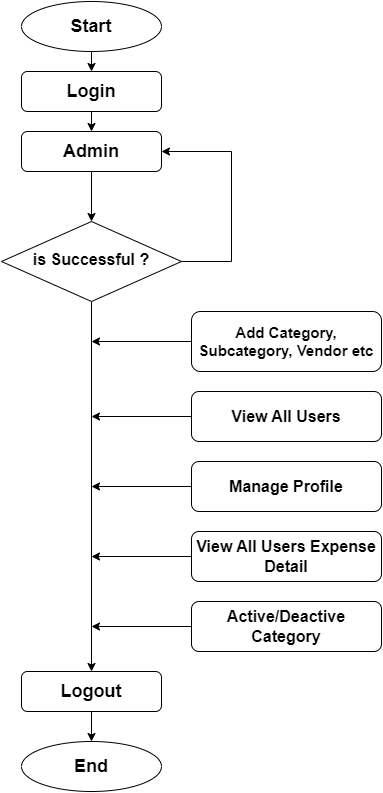 Start
Login
Admin
is Successful ?
Add Category,
Subcategory, Vendor etc
View All Users
Manage Profile
View All Users Expense
Detail
Active/Deactive
Category
Logout
End